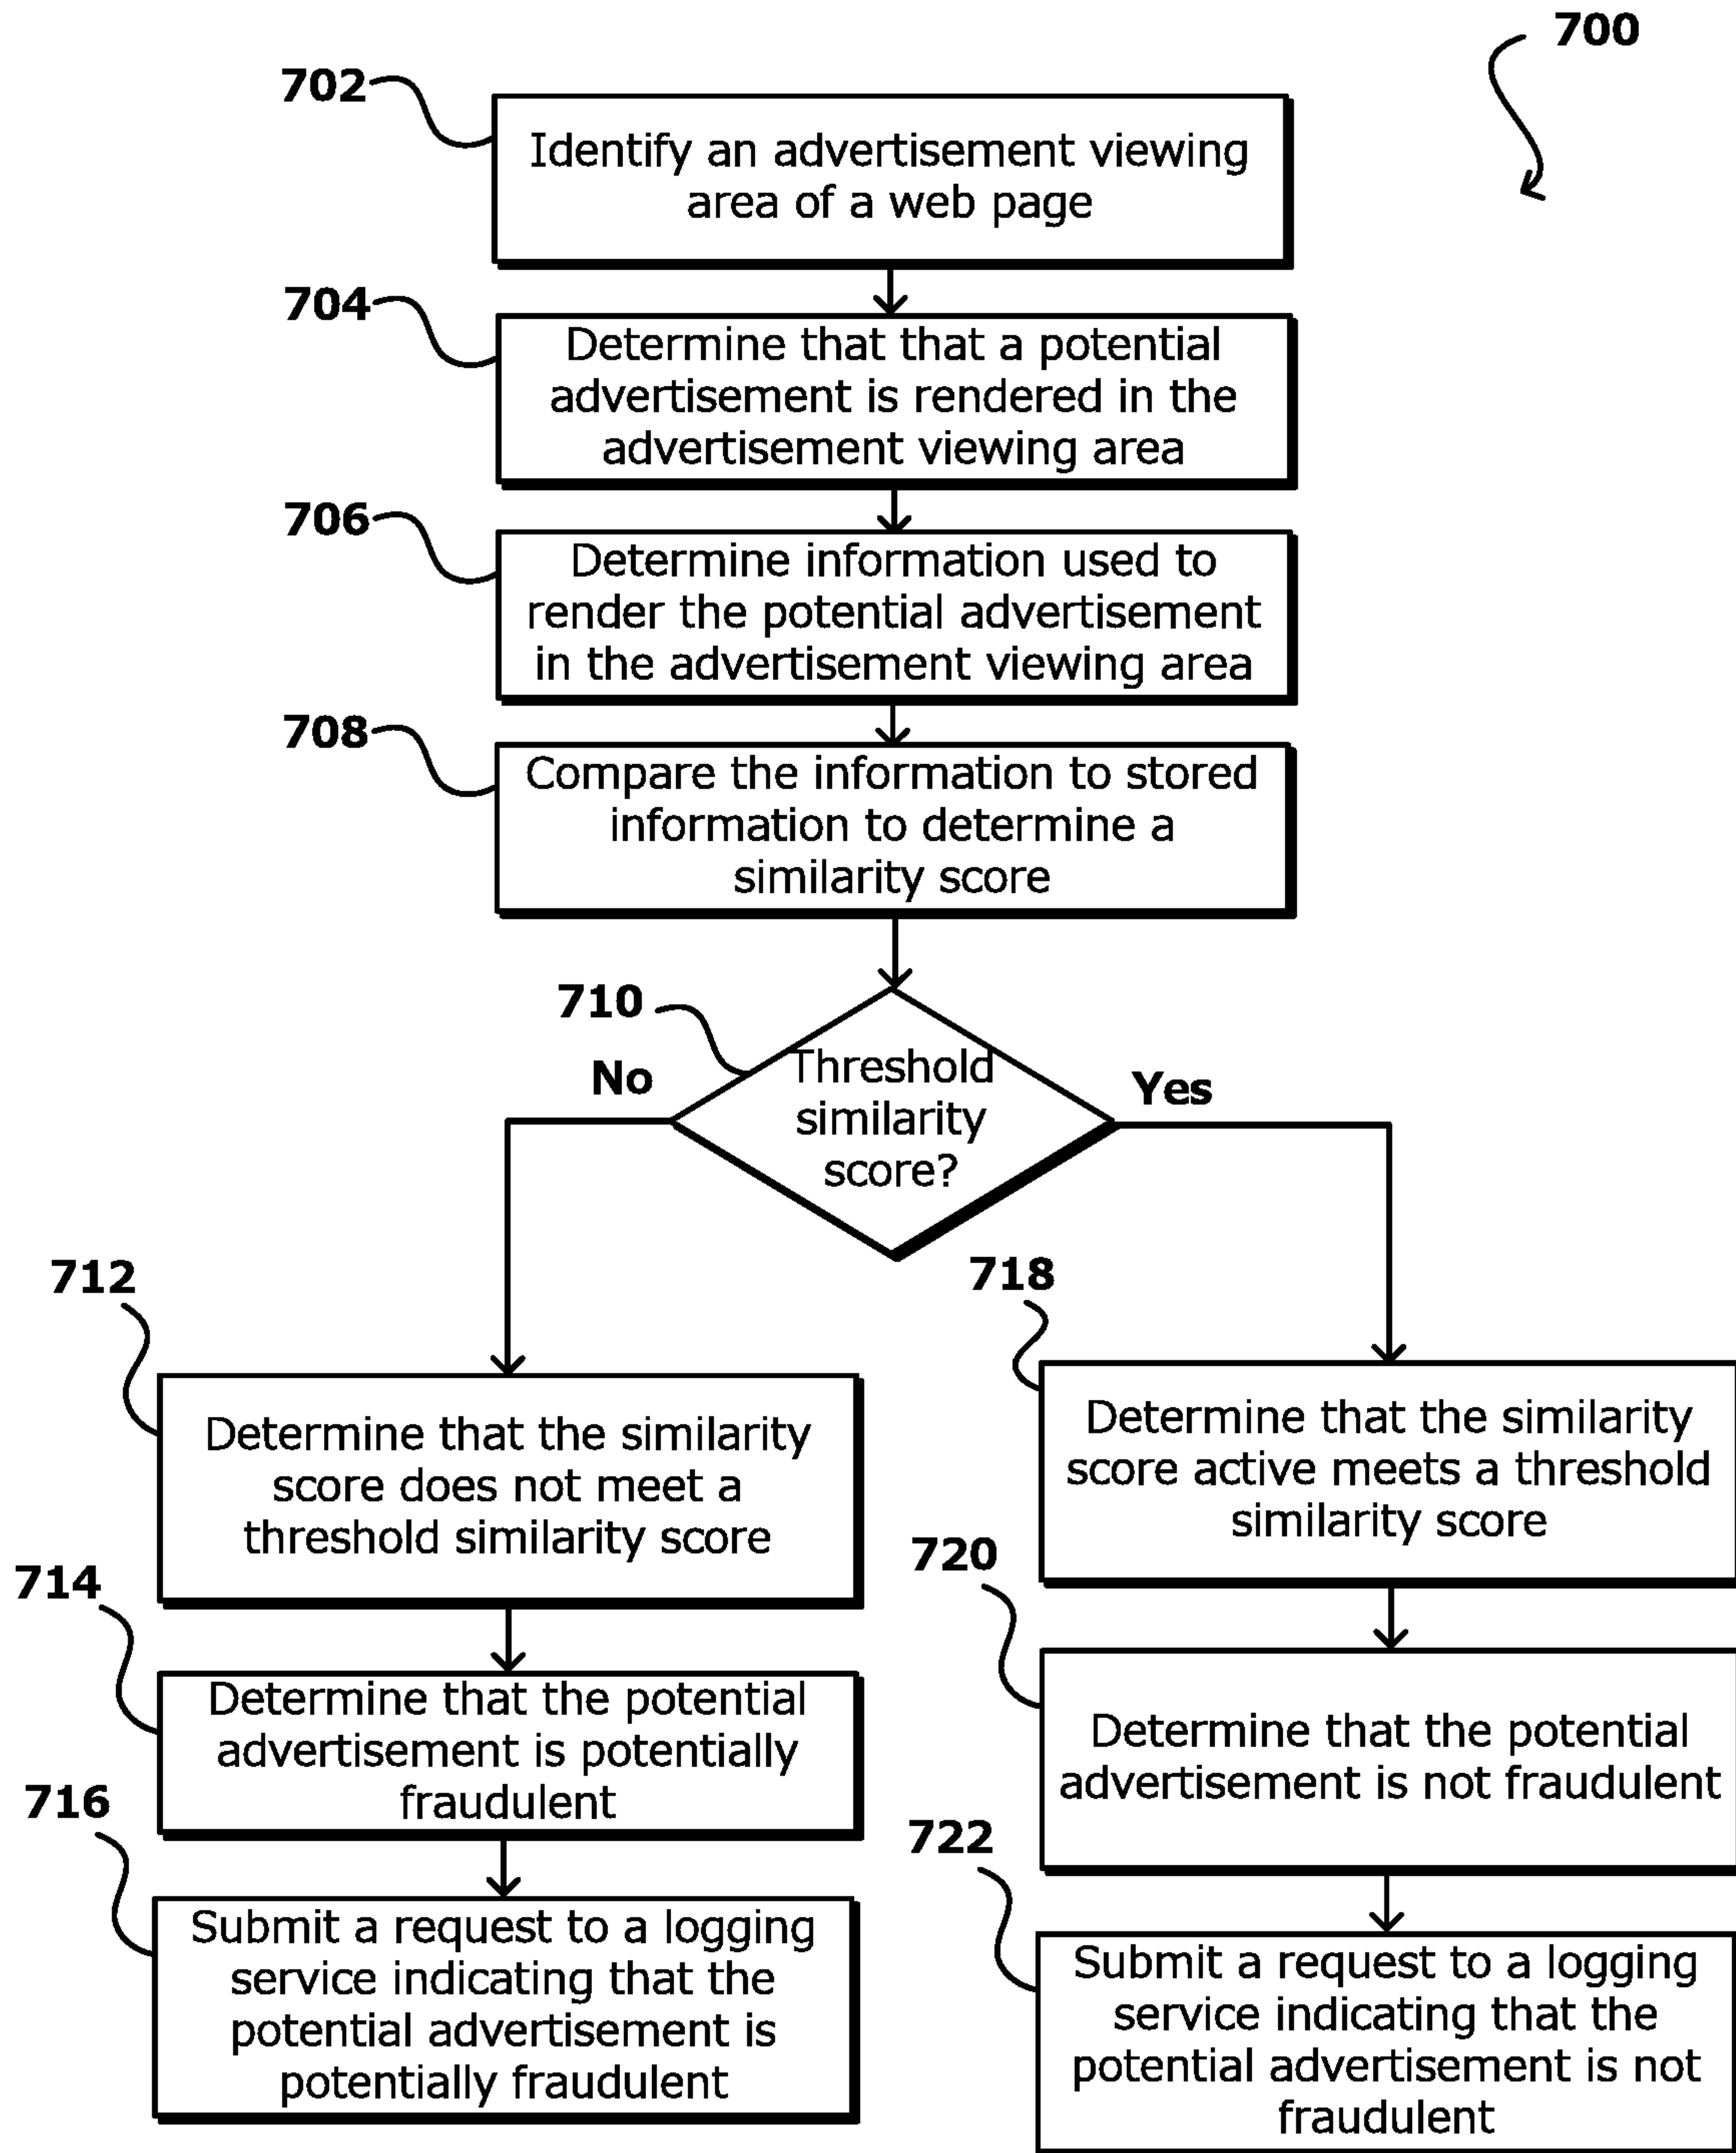 700
702
Identify an advertisement viewing
area of a web page
704
Determine that that a potential
advertisement is rendered in the
advertisement viewing area
706
Determine information used to
render the potential advertisement
in the advertisement viewing area
708
Compare the information to stored
information to determine a
similarity score
710
Threshold
similarity
score?
No
Yes
712
Determine that the similarity
score does not meet a
threshold similarity score
714
Determine that the potential
advertisement is potentially
fraudulent
716
Submit a request to a logging
service indicating that the
potential advertisement is
potentially fraudulent
718
Determine that the similarity
score active meets a threshold
similarity score
720
Determine that the potential
advertisement is not fraudulent
722
Submit a request to a logging
service indicating that the
potential advertisement is not
fraudulent